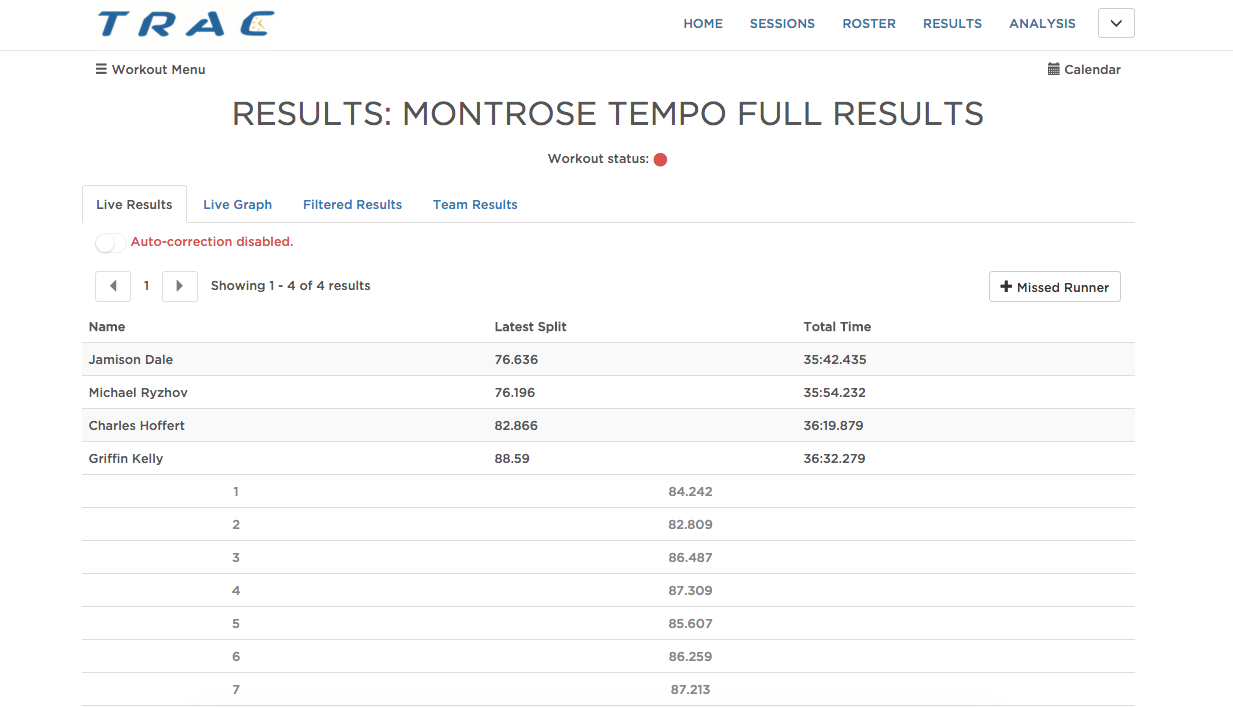 TRAC
HOME SESSIONS ROSTER RESULTS ANALYSIS
Workout Menu Calendar
RESULTS: MONTROSE TEMPO FULL RESULTS
Workout status:
Live Results Live Graph Filtered Results Team Results
Auto-correction disabled.
1 Showing 1 - 4 of 4 results Missed Runner
Name Latest Split Total Time
Jamison Dale 76.636 35:42.435
Michael Ryzhov 76.196 35:54.232
Charles Hoffert 82.866 36:19.879
Griffin Kelly 88.59 36:32.279
1 84.242
2 82.809
3 86.487
4 87.309
5 85.607
6 86.259
7 87.213